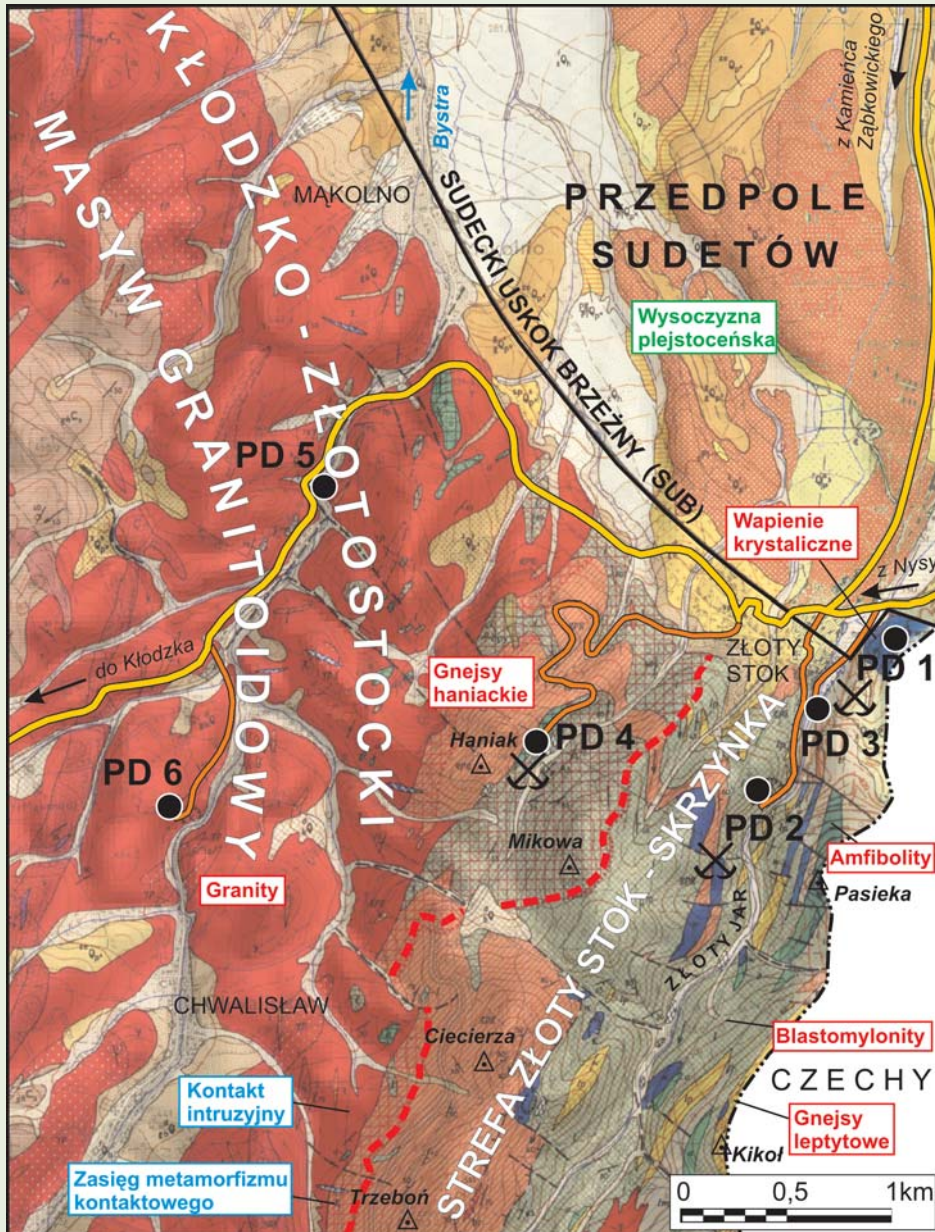 KŁODZKO-ZŁOTOSTOCKI
MASYW GRANITOIDOWY
Bystra
z Kamieńca
Ząbkowickiego
MĄKOLNO
SUDECKI USKOK BRZEŻNY (SUB)
PRZEDPOLE
SUDETÓW
Wysoczyzna
plejstoceńska
PD 5
Wapienie
krystaliczne
z Nysy
do Kłodzka
Gnejsy
haniackie
ZŁOTY
STOK
PD 1
Haniak
PD 4
PD 3
PD 6
PD 2
Mikowa
Amfibolity
Pasieka
Granity
ZŁOTY JAR
STREFA ZŁOTY STOK - SKRZYNKA
CHWALISŁAW
Ciecierza
Blastomylonity
CZECHY
Kontakt
intruzyjny
Gnejsy
leptytowe
Kikoł
Zasięg metamorfizmu
kontaktowego
Trzeboń
0 0,5 1km